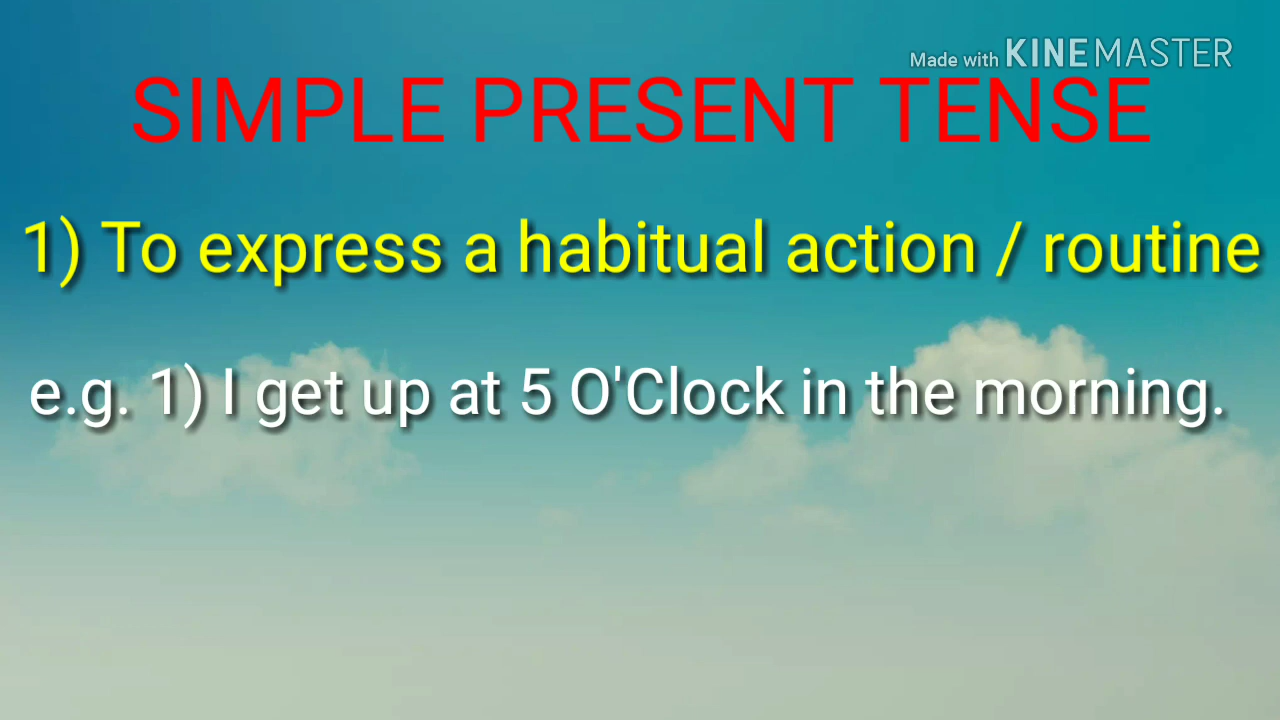 Made with KINEMASTER
SIMPLE PRESENT TENSE
1) To express a habitual action / routine
e.g. 1) I get up at 5 O'Clock in the morning.